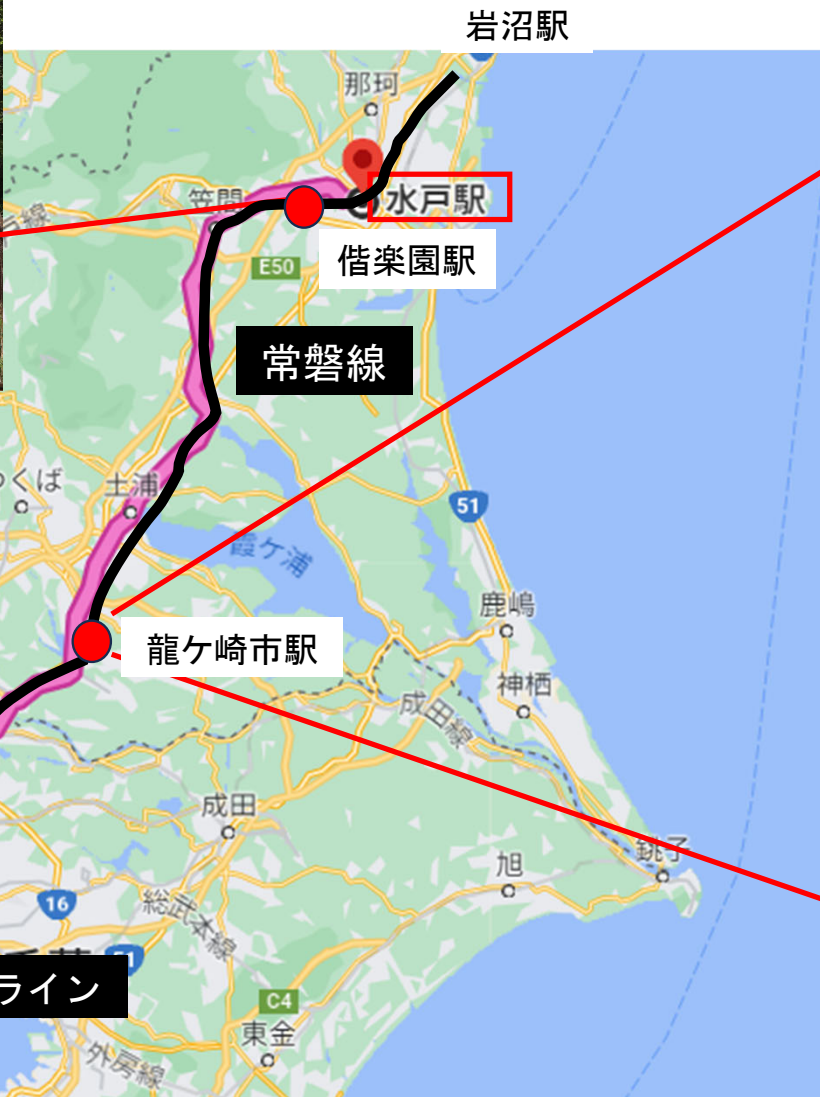 岩沼駅
那珂
笠間
水戸駅
偕楽園駅
E50
常磐線
土浦
51
霞ケ浦
鹿嶋
龍ケ崎市駅
神栖
成田線
成田
旭
銚子
16
総武本線
ライン
C4
東金
外房線